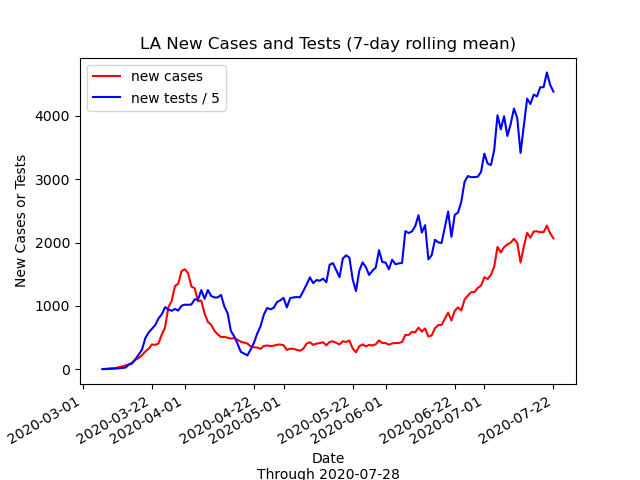 LA New Cases and Tests (7-day rolling mean)
new cases
new tests / 5
New Cases or Tests
4000
3000
2000
1000
0
2020-03-01
2020-03-22
2020-04-01
2020-04-22
2020-05-01
2020-05-22
2020-06-01
2020-06-22
2020-07-01
2020-07-22
Date
Through 2020-07-28